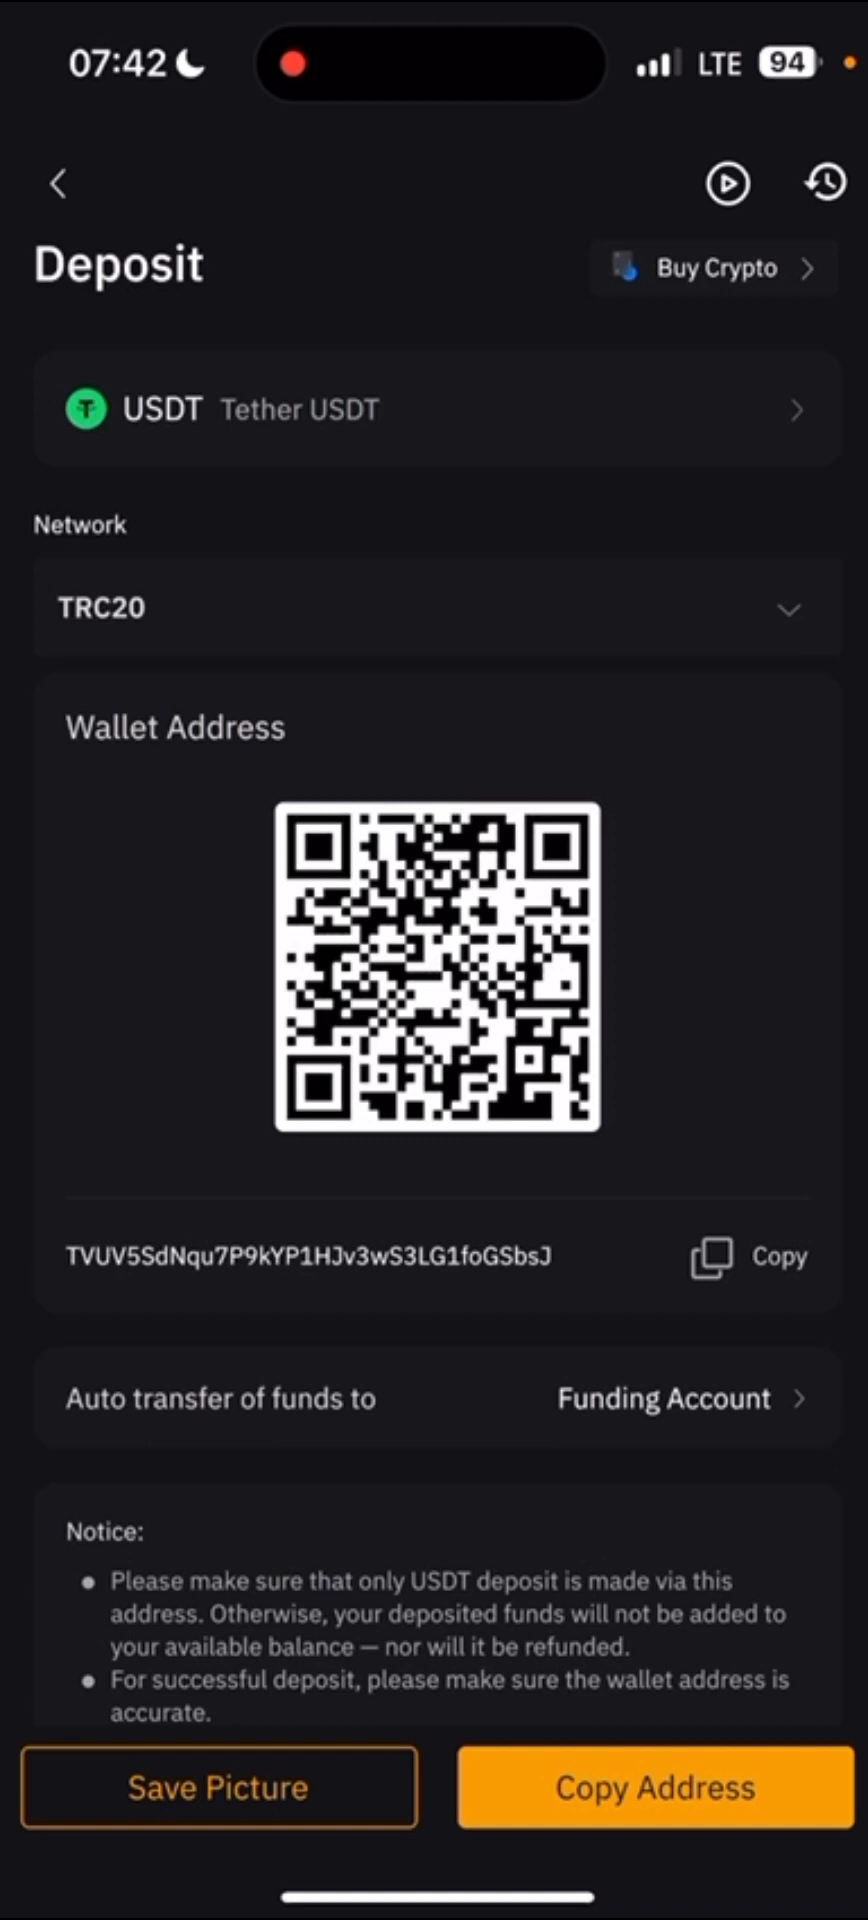 07:42
LTE 94
Deposit
Buy Crypto
USDT Tether USDT
Network
TRC20
Wallet Address
TVUV5SdNqu7P9kYP1HJv3wS3LG1foGSbsJ Copy
Auto transfer of funds to Funding Account
Notice:
Please make sure that only USDT deposit is made via this
address. Otherwise, your deposited funds will not be added to
your available balance — nor will it be refunded.
For successful deposit, please make sure the wallet address is
accurate.
Save Picture Copy Address